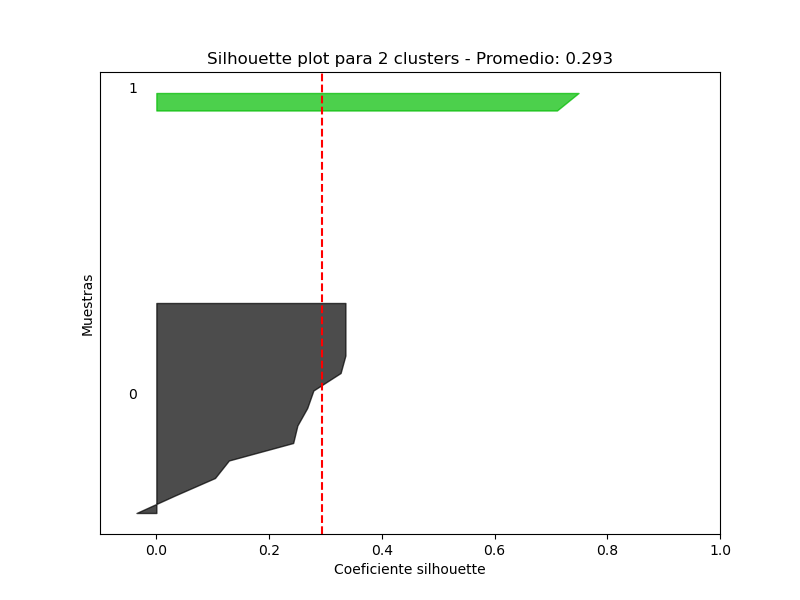 Silhouette plot para 2 clusters - Promedio: 0.293
1
0
Muestras
0.0 0.2 0.4 0.6 0.8 1.0
Coeficiente silhouette